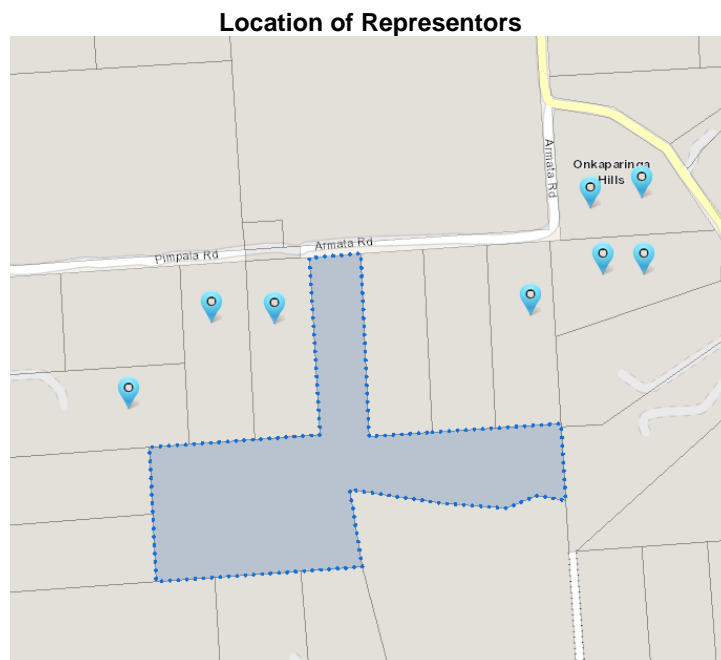 Location of Representors
Armata Rd
Onkaparinga
Hills
Armata Rd
Pimpala Rd